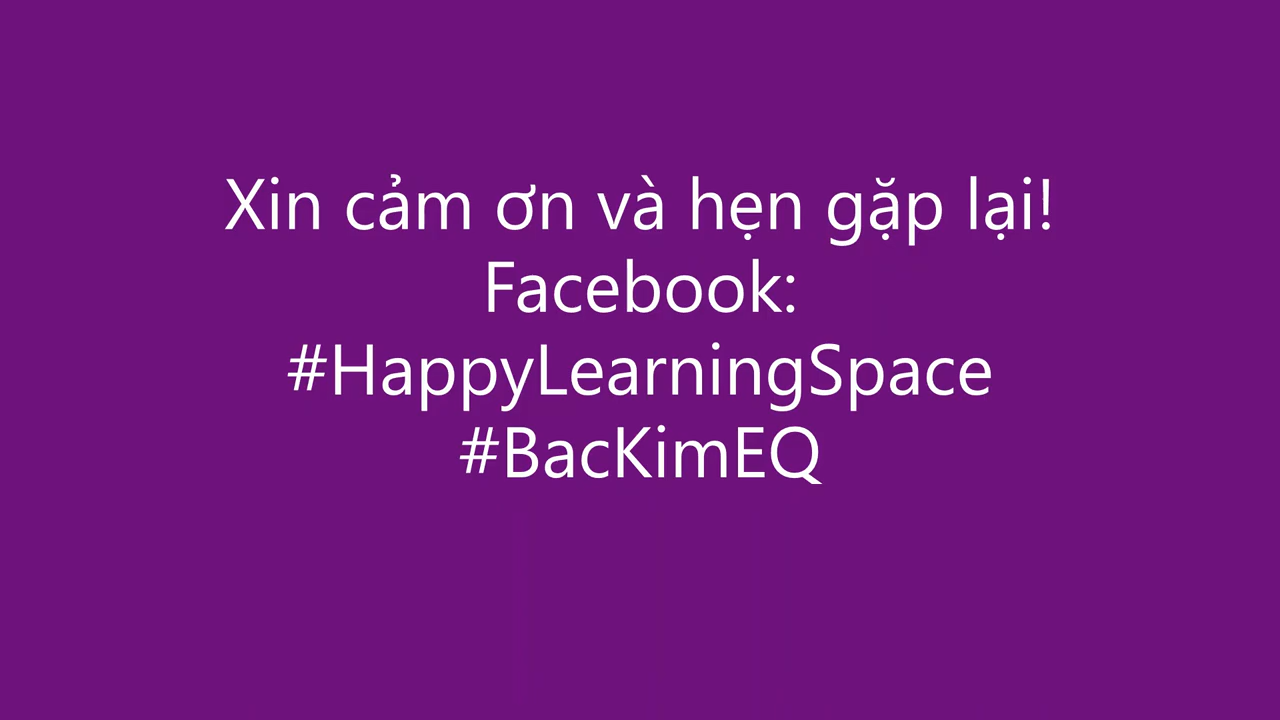 Xin cảm ơn và hẹn gặp lại!
Facebook:
#HappyLearningSpace
#BacKimEQ